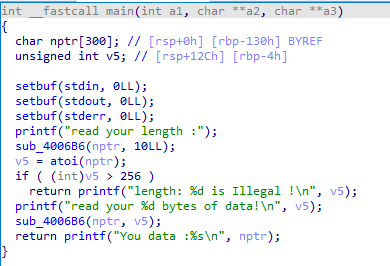 int __fastcall main(int a1, char **a2, char **a3)
{
  char nptr[300]; // [rsp+0h] [rbp-130h] BYREF
  unsigned int v5; // [rsp+12Ch] [rbp-4h]

  setbuf(stdin, 0LL);
  setbuf(stdout, 0LL);
  setbuf(stderr, 0LL);
  printf("read your length :");
  sub_4006B6(nptr, 10LL);
  v5 = atoi(nptr);
  if ( (int)v5 > 256 )
    return printf("length: %d is Illegal !\n", v5);
  printf("read your %d bytes of data!\n", v5);
  sub_4006B6(nptr, v5);
  return printf("You data :%s\n", nptr);
}